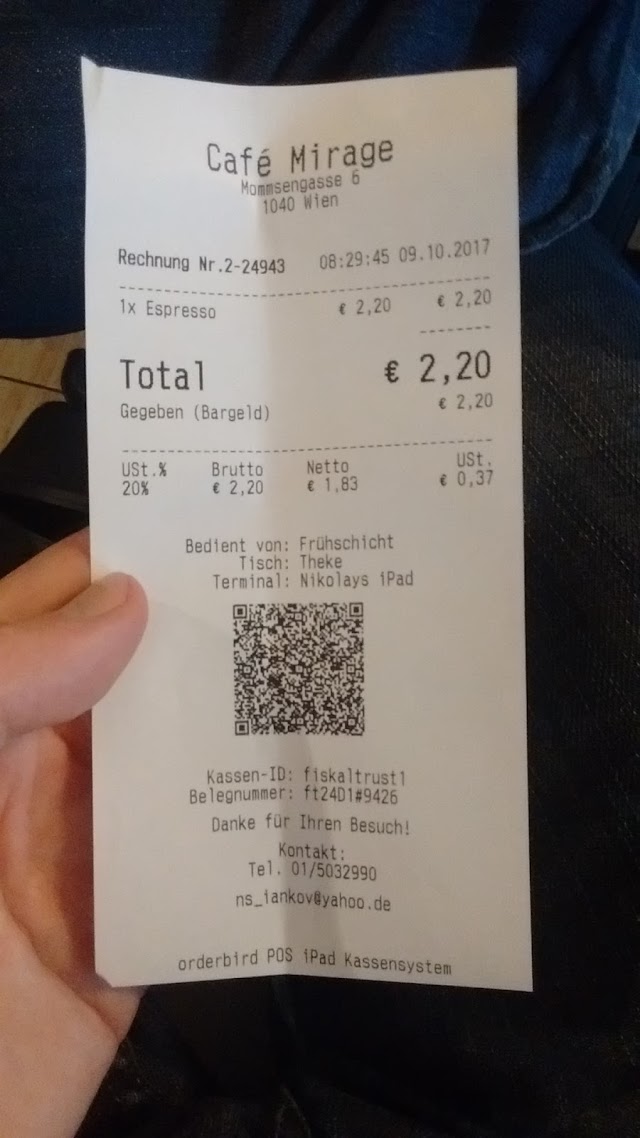 Café Mirage
Mommsengasse 6
1040 Wien
Rechnung Nr.2-24943 08:29:45 09.10.2017
1x Espresso € 2,20 € 2,20
Total € 2,20
Gegeben (Bargeld) € 2,20
USt.% Brutto Netto USt.
20% € 2,20 € 1,83 € 0,37
Bedient von: Frühschicht
Tisch: Theke
Terminal: Nikolays iPad
Kassen-ID: fiskaltrust1
Belegnummer: ft24D1#9426
Danke für Ihren Besuch!
Kontakt:
Tel. 01/5032990
ns_iankov@yahoo.de
orderbird POS iPad Kassensystem